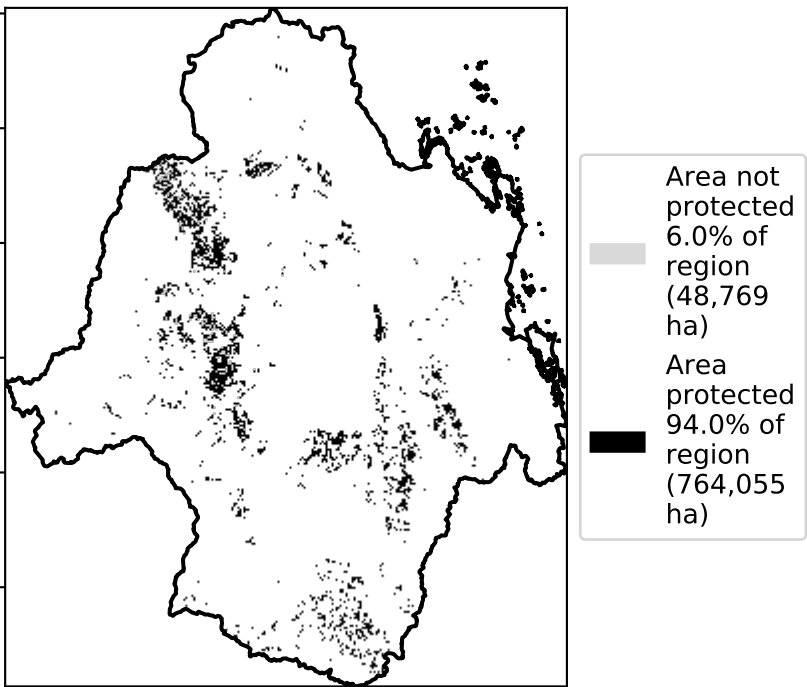 Area not
protected
6.0% of
region
(48,769
ha)
Area
protected
94.0% of
region
(764,055
ha)